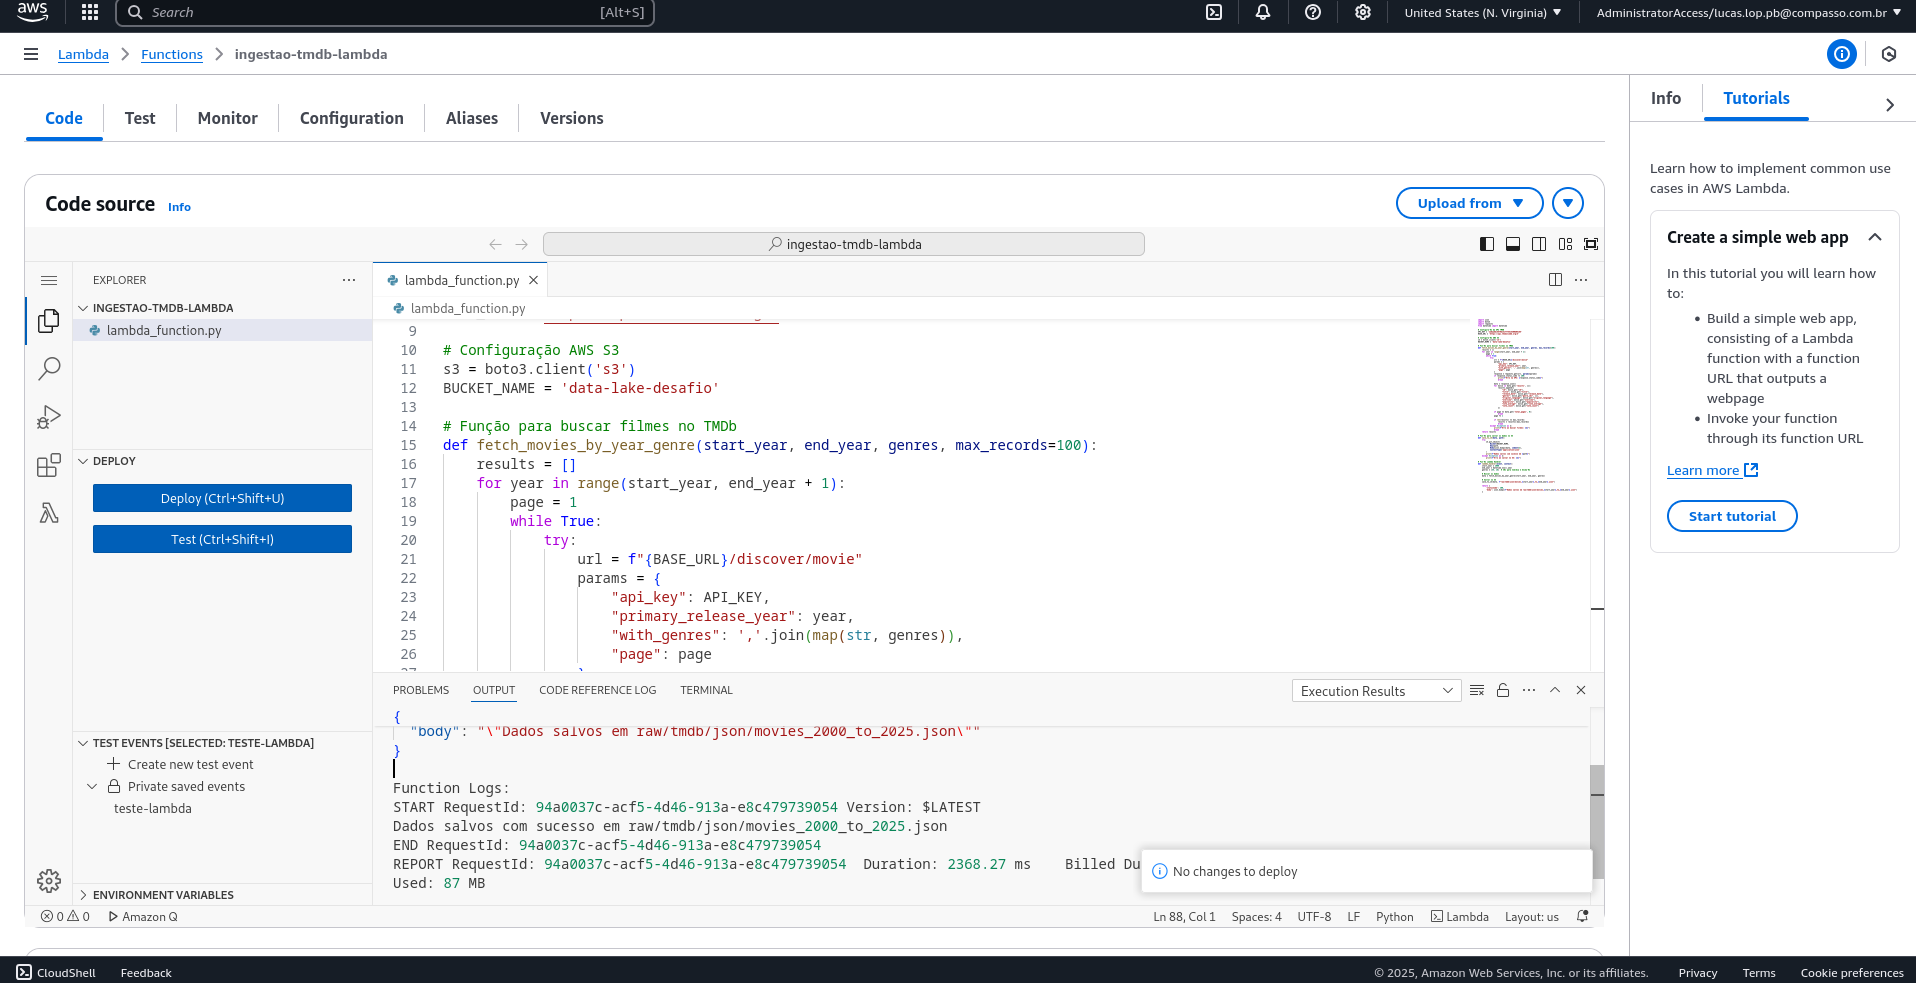 aws
Search
[Alt+S]
United States (N. Virginia)
AdministratorAccess/lucas.lop.pb@compasso.com.br
Lambda
Functions
ingestao-tmdb-lambda
Code
Test
Monitor
Configuration
Aliases
Versions
Code source
Info
Upload from
ingestao-tmdb-lambda
EXPLORER
INGESTAO-TMDB-LAMBDA
lambda_function.py
DEPLOY
Deploy (Ctrl+Shift+U)
Test (Ctrl+Shift+I)
TEST EVENTS [SELECTED: TESTE-LAMBDA]
Create new test event
Private saved events
teste-lambda
ENVIRONMENT VARIABLES
lambda_function.py
lambda_function.py
9
10 # Configuração AWS S3
11 s3 = boto3.client('s3')
12 BUCKET_NAME = 'data-lake-desafio'
13
14 # Função para buscar filmes no TMDb
15 def fetch_movies_by_year_genre(start_year, end_year, genres, max_records=100):
16 results = []
17 for year in range(start_year, end_year + 1):
18 page = 1
19 while True:
20 try:
21 url = f"{BASE_URL}/discover/movie"
22 params = {
23 "api_key": API_KEY,
24 "primary_release_year": year,
25 "with_genres": ','.join(map(str, genres)),
26 "page": page
27 }
PROBLEMS
OUTPUT
CODE REFERENCE LOG
TERMINAL
Execution Results
{
"body": "\"Dados salvos em raw/tmdb/json/movies_2000_to_2025.json\""
}
Function Logs:
START RequestId: 94a0037c-acf5-4d46-913a-e8c479739054 Version: $LATEST
Dados salvos com sucesso em raw/tmdb/json/movies_2000_to_2025.json
END RequestId: 94a0037c-acf5-4d46-913a-e8c479739054
REPORT RequestId: 94a0037c-acf5-4d46-913a-e8c479739054 Duration: 2368.27 ms Billed Du
Used: 87 MB
No changes to deploy
0 0
Amazon Q
Ln 88, Col 1
Spaces: 4
UTF-8
LF
Python
Lambda
Layout: us
Info
Tutorials
Learn how to implement common use
cases in AWS Lambda.
Create a simple web app
In this tutorial you will learn how
to:
• Build a simple web app,
consisting of a Lambda
function with a function
URL that outputs a
webpage
• Invoke your function
through its function URL
Learn more
Start tutorial
CloudShell
Feedback
© 2025, Amazon Web Services, Inc. or its affiliates.
Privacy
Terms
Cookie preferences